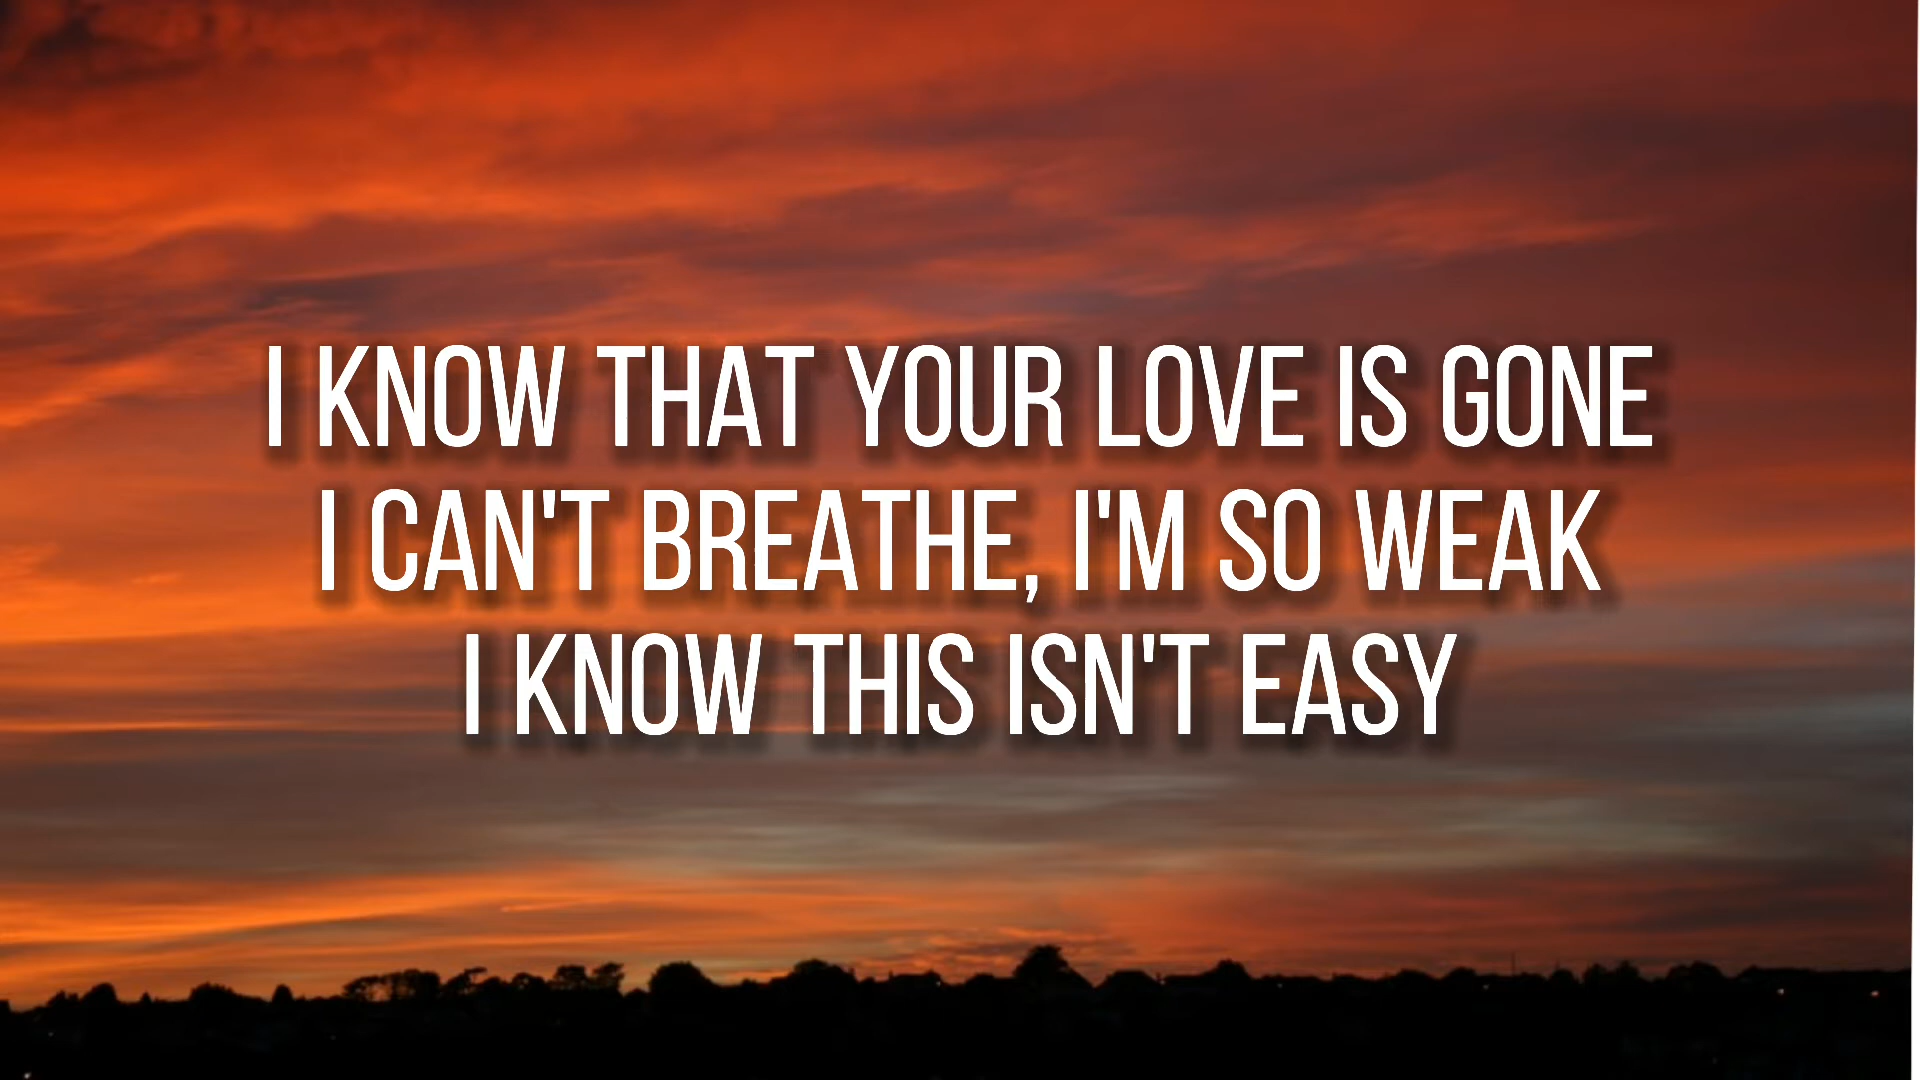 I KNOW THAT YOUR LOVE IS GONE
I CAN'T BREATHE, I'M SO WEAK
I KNOW THIS ISN'T EASY